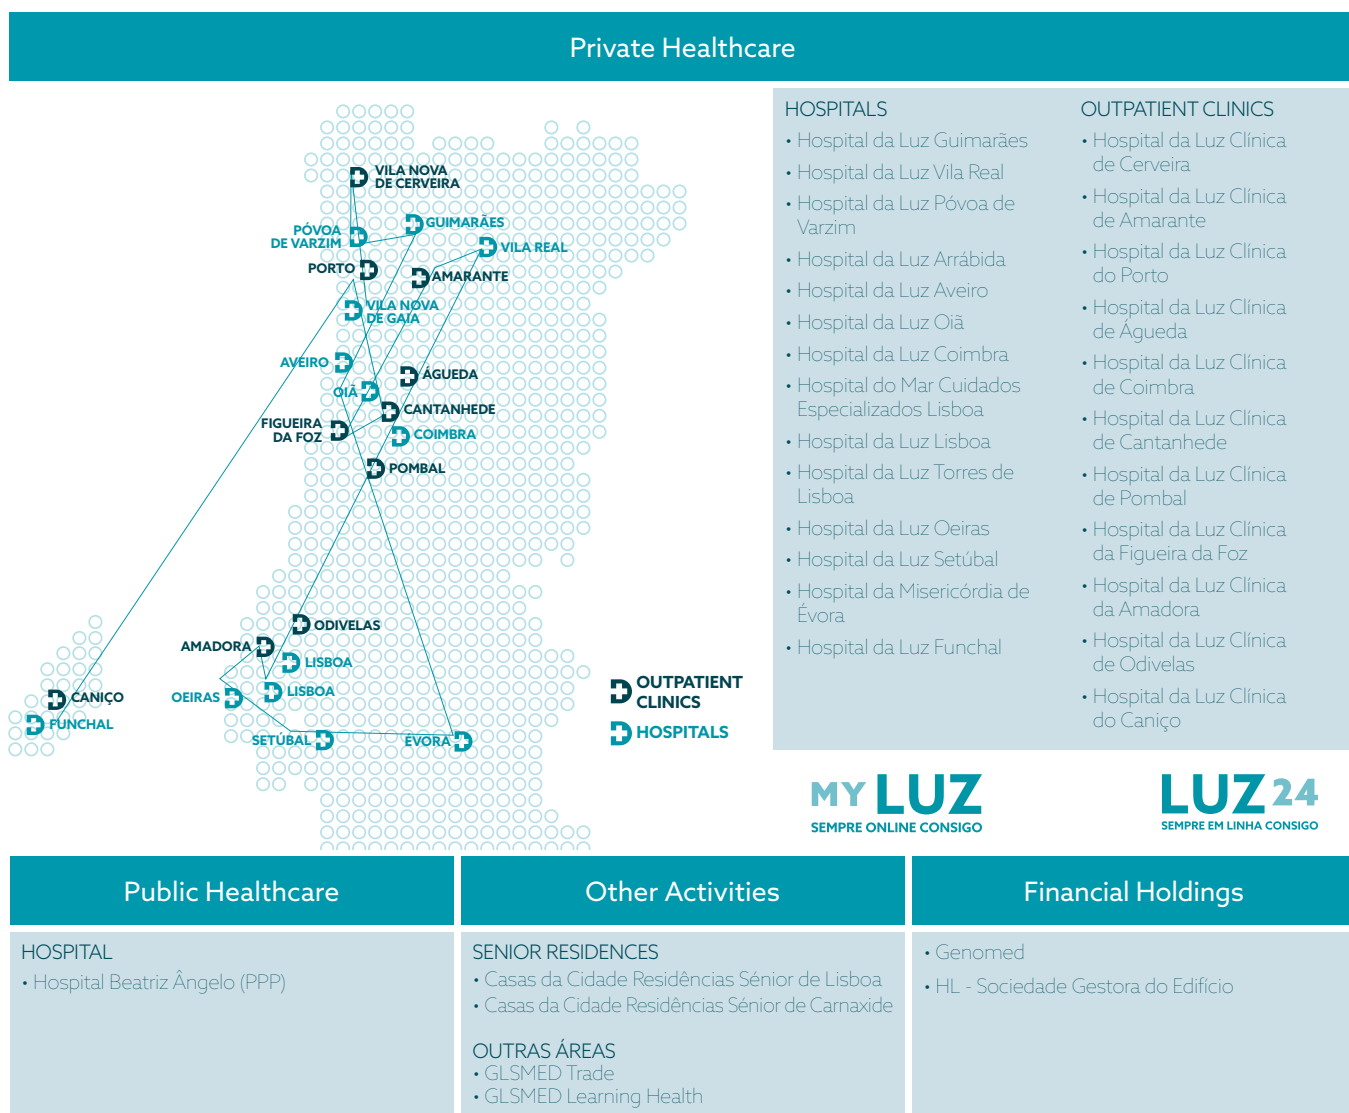 Private Healthcare
VILA NOVA
DE CERVEIRA
GUIMARÃES
PÓVOA
DE VARZIM
VILA REAL
PORTO
AMARANTE
VILA NOVA
DE GAIA
AVEIRO
ÁGUEDA
OIÃ
CANTANHEDE
FIGUEIRA
DA FOZ
COIMBRA
POMBAL
ODIVELAS
AMADORA
LISBOA
LISBOA
OEIRAS
CANIÇO
FUNCHAL
SETÚBAL
ÉVORA
OUTPATIENT
CLINICS
HOSPITALS
HOSPITALS
• Hospital da Luz Guimarães
• Hospital da Luz Vila Real
• Hospital da Luz Póvoa de
Varzim
• Hospital da Luz Arrábida
• Hospital da Luz Aveiro
• Hospital da Luz Oiã
• Hospital da Luz Coimbra
• Hospital do Mar Cuidados
Especializados Lisboa
• Hospital da Luz Lisboa
• Hospital da Luz Torres de
Lisboa
• Hospital da Luz Oeiras
• Hospital da Luz Setúbal
• Hospital da Misericórdia de
Évora
• Hospital da Luz Funchal
OUTPATIENT CLINICS
• Hospital da Luz Clínica
de Cerveira
• Hospital da Luz Clínica
de Amarante
• Hospital da Luz Clínica
do Porto
• Hospital da Luz Clínica
de Águeda
• Hospital da Luz Clínica
de Coimbra
• Hospital da Luz Clínica
de Cantanhede
• Hospital da Luz Clínica
de Pombal
• Hospital da Luz Clínica
da Figueira da Foz
• Hospital da Luz Clínica
da Amadora
• Hospital da Luz Clínica
de Odivelas
• Hospital da Luz Clínica
do Caniço
MY LUZ
SEMPRE ONLINE CONSIGO
LUZ 24
SEMPRE EM LINHA CONSIGO
Public Healthcare
HOSPITAL
• Hospital Beatriz Ângelo (PPP)
Other Activities
SENIOR RESIDENCES
• Casas da Cidade Residências Sénior de Lisboa
• Casas da Cidade Residências Sénior de Carnaxide
OUTRAS ÁREAS
• GLSMED Trade
• GLSMED Learning Health
Financial Holdings
• Genomed
• HL - Sociedade Gestora do Edifício